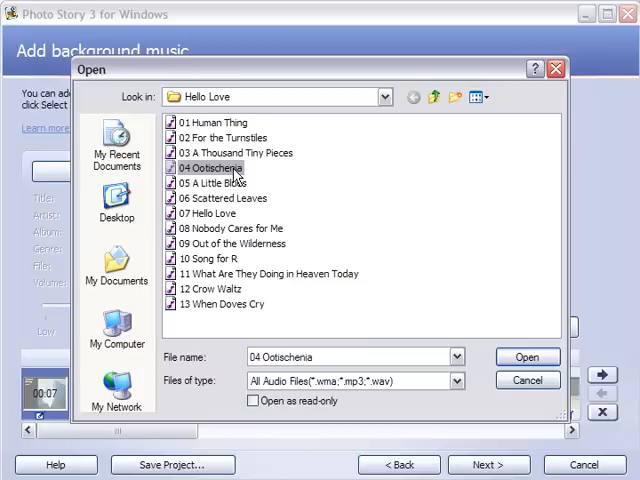 Photo Story 3 for Windows
Add background music
Open
You can add
click Select
Learn more
Look in:
Hello Love
My Recent
Documents
Desktop
My Documents
My Computer
My Network
01 Human Thing
02 For the Turnstiles
03 A Thousand Tiny Pieces
04 Ootischenia
05 A Little Blues
06 Scattered Leaves
07 Hello Love
08 Nobody Cares for Me
09 Out of the Wilderness
10 Song for R
11 What Are They Doing in Heaven Today
12 Crow Waltz
13 When Doves Cry
Title:
Artist:
Album:
Genre:
File:
Volume:
Low
File name:
04 Ootischenia
Open
Files of type:
All Audio Files(*.wma;*.mp3;*.wav)
Cancel
Open as read-only
00:07
Help
Save Project...
< Back
Next >
Cancel